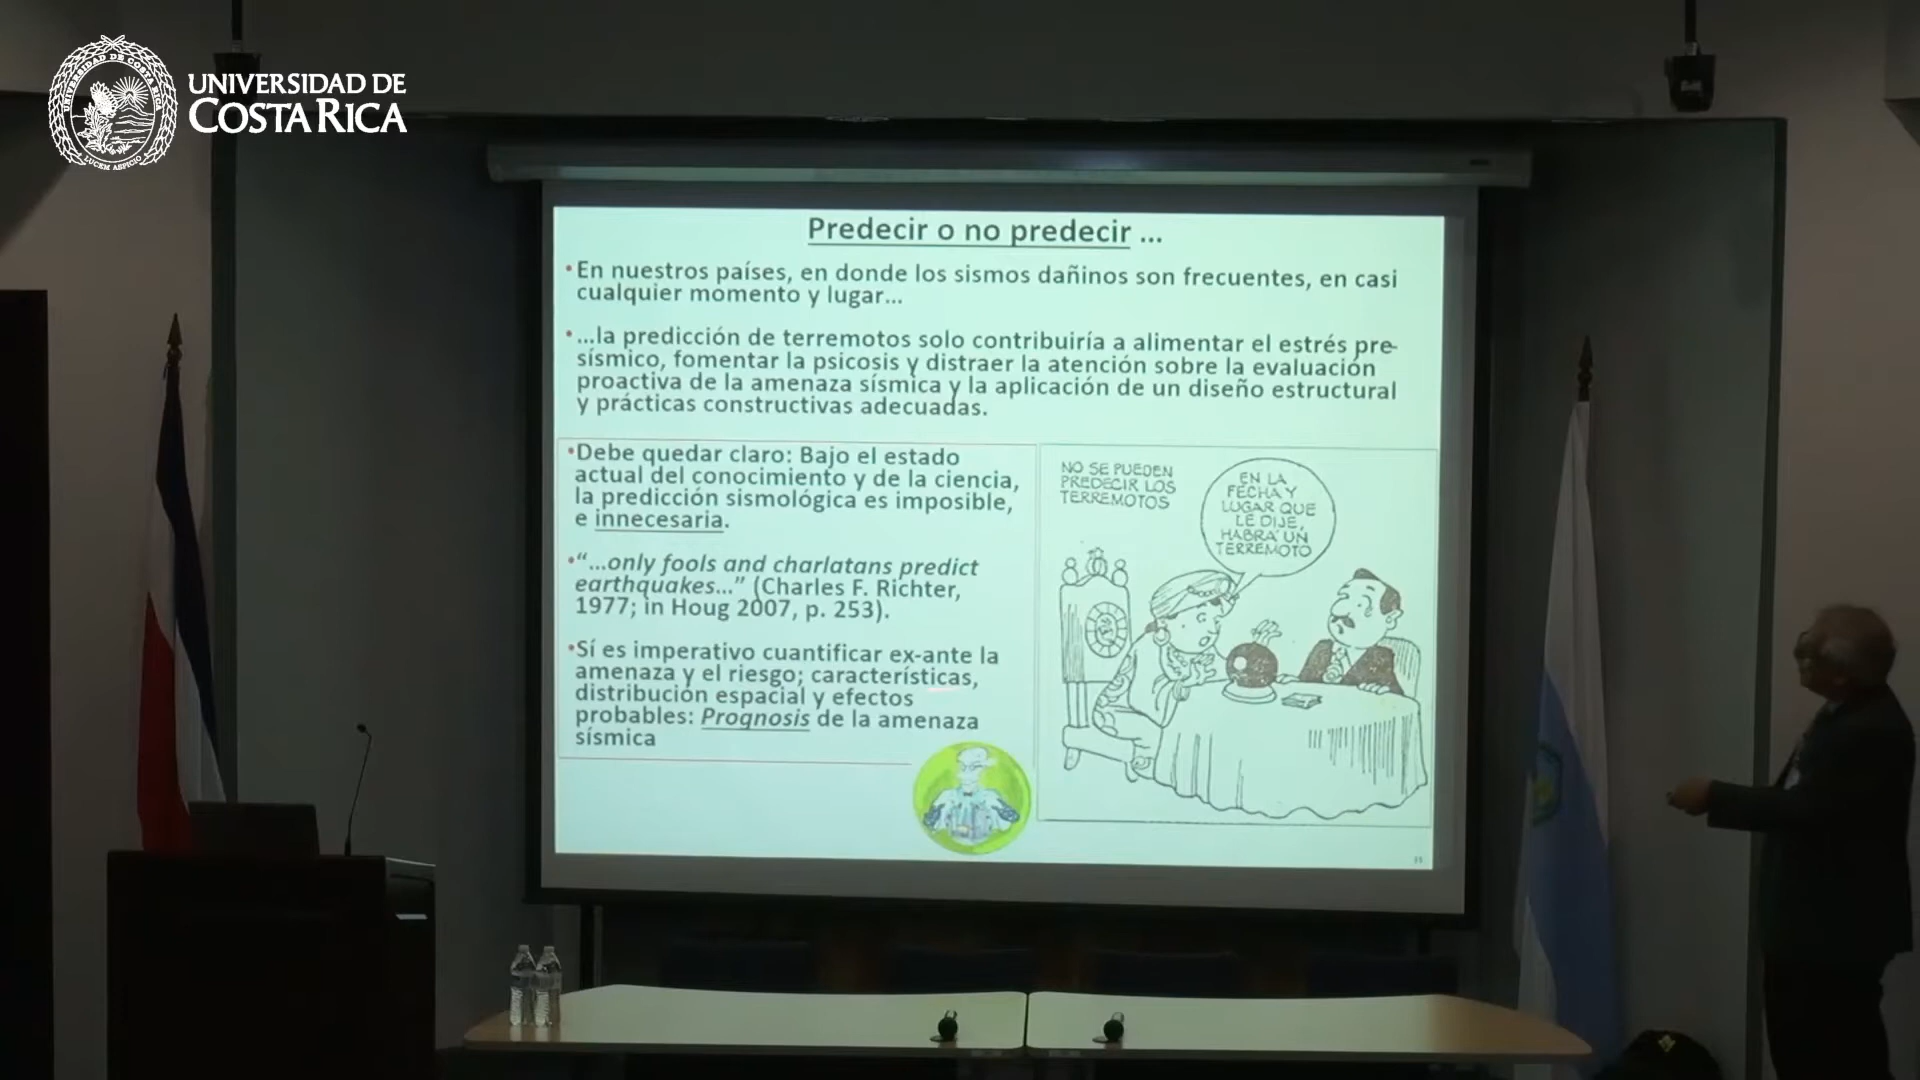 UNIVERSIDAD DE COSTA RICA
UNIVERSIDAD DE
COSTA RICA
LUCEM ASPICIO
Predecir o no predecir ...
•En nuestros países, en donde los sismos dañinos son frecuentes, en casi
cualquier momento y lugar...
•...la predicción de terremotos solo contribuiría a alimentar el estrés pre-
sísmico, fomentar la psicosis y distraer la atención sobre la evaluación
proactiva de la amenaza sísmica y la aplicación de un diseño estructural
y prácticas constructivas adecuadas.
•Debe quedar claro: Bajo el estado
actual del conocimiento y de la ciencia,
la predicción sismológica es imposible,
e innecesaria.
•“...only fools and charlatans predict
earthquakes...” (Charles F. Richter,
1977; in Houg 2007, p. 253).
•Sí es imperativo cuantificar ex-ante la
amenaza y el riesgo; características,
distribución espacial y efectos
probables: Prognosis de la amenaza
sísmica
NO SE PUEDEN
PREDECIR LOS
TERREMOTOS
EN LA
FECHA Y
LUGAR QUE
LE DIJE,
HABRÁ UN
TERREMOTO